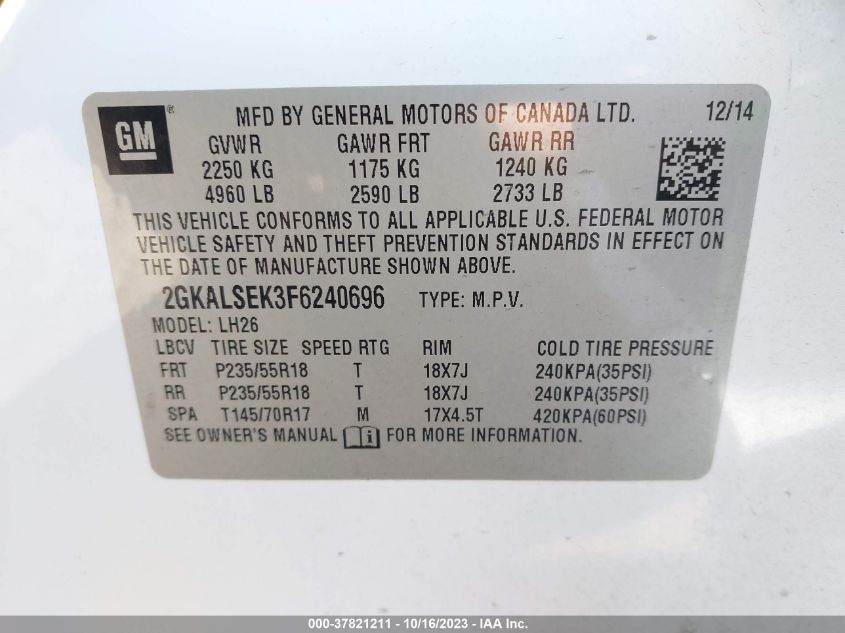 GM ® MFD BY GENERAL MOTORS OF CANADA LTD. 12/14
GVWR GAWR FRT GAWR RR
2250 KG 1175 KG 1240 KG
4960 LB 2590 LB 2733 LB
THIS VEHICLE CONFORMS TO ALL APPLICABLE U.S. FEDERAL MOTOR
VEHICLE SAFETY AND THEFT PREVENTION STANDARDS IN EFFECT ON
THE DATE OF MANUFACTURE SHOWN ABOVE.
2GKALSEK3F6240696 TYPE: M.P.V.
MODEL: LH26
LBCV TIRE SIZE SPEED RTG RIM COLD TIRE PRESSURE
FRT P235/55R18 T 18X7J 240KPA(35PSI)
RR P235/55R18 T 18X7J 240KPA(35PSI)
SPA T145/70R17 M 17X4.5T 420KPA(60PSI)
SEE OWNER'S MANUAL FOR MORE INFORMATION.
000-37821211 - 10/16/2023 - IAA Inc.